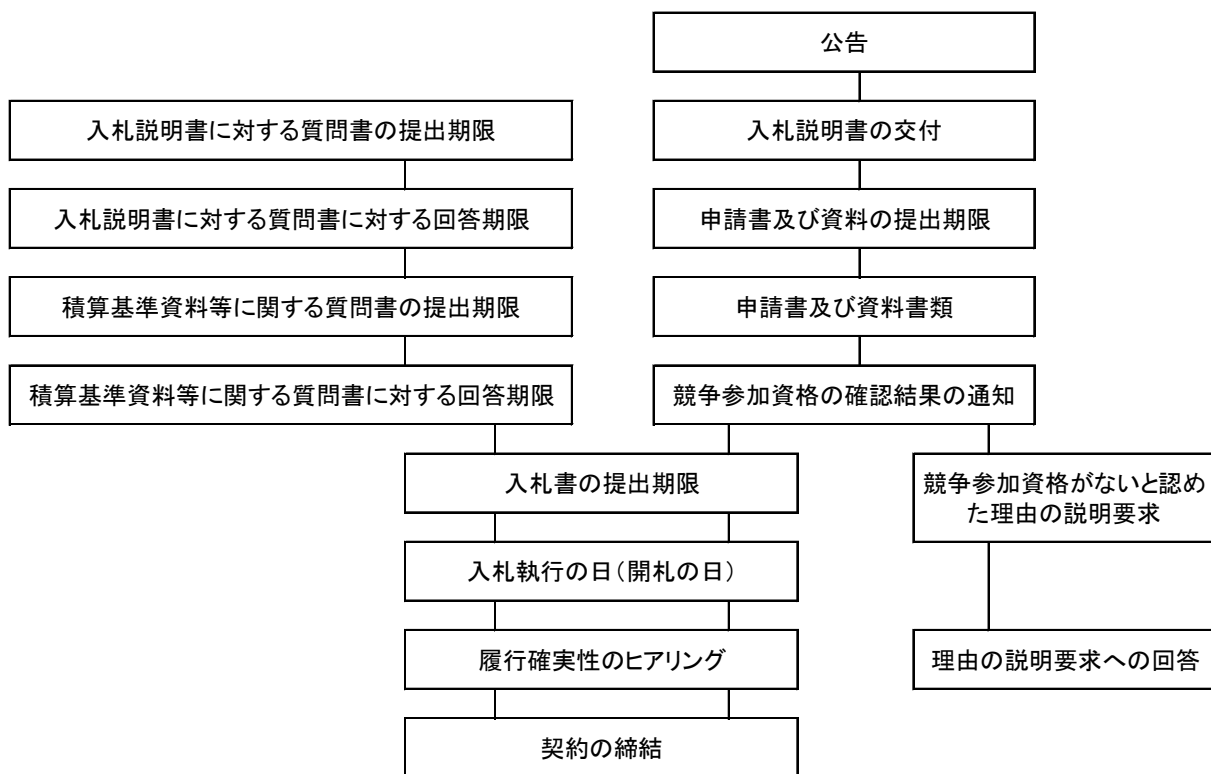 公告
入札説明書に対する質問書の提出期限
入札説明書の交付
入札説明書に対する質問書に対する回答期限
申請書及び資料の提出期限
積算基準資料等に関する質問書の提出期限
申請書及び資料書類
積算基準資料等に関する質問書に対する回答期限
競争参加資格の確認結果の通知
入札書の提出期限
競争参加資格がないと認め
た理由の説明要求
入札執行の日(開札の日)
履行確実性のヒアリング
理由の説明要求への回答
契約の締結